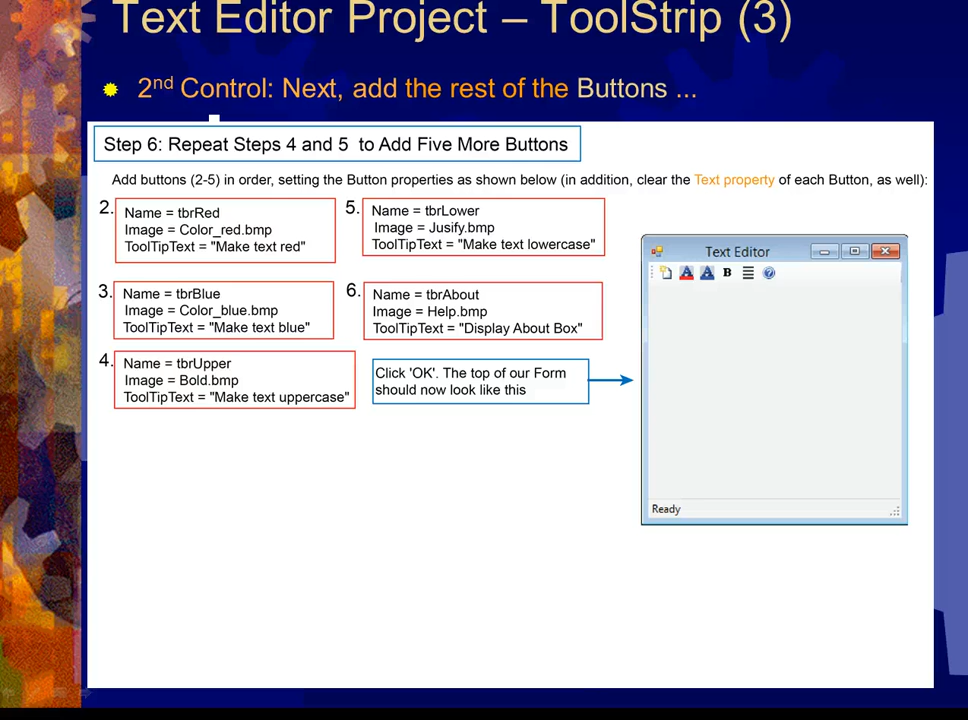 Text Editor Project – ToolStrip (3)
2nd Control: Next, add the rest of the Buttons ...
Step 6: Repeat Steps 4 and 5 to Add Five More Buttons
Add buttons (2-5) in order, setting the Button properties as shown below (in addition, clear the Text property of each Button, as well):
2.
Name = tbrRed
Image = Color_red.bmp
ToolTipText = "Make text red"
3.
Name = tbrBlue
Image = Color_blue.bmp
ToolTipText = "Make text blue"
4.
Name = tbrUpper
Image = Bold.bmp
ToolTipText = "Make text uppercase"
5.
Name = tbrLower
Image = Jusify.bmp
ToolTipText = "Make text lowercase"
6.
Name = tbrAbout
Image = Help.bmp
ToolTipText = "Display About Box"
Click 'OK'. The top of our Form
should now look like this
Text Editor
A A B ?
Ready